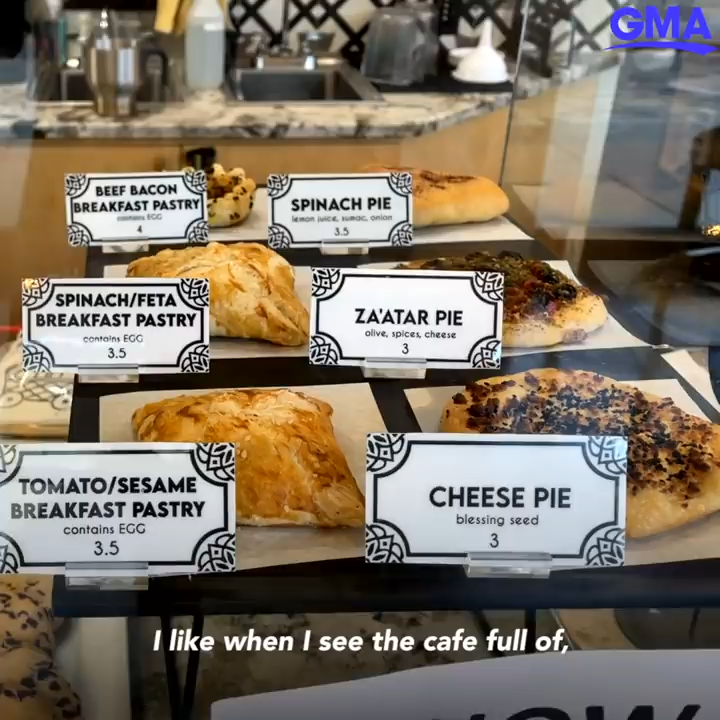 GMA
BEEF BACON
BREAKFAST PASTRY
contains EGG
4
SPINACH PIE
lemon juice, sumac, onion
3.5
SPINACH/FETA
BREAKFAST PASTRY
contains EGG
3.5
ZA'ATAR PIE
olive, spices, cheese
3
TOMATO/SESAME
BREAKFAST PASTRY
contains EGG
3.5
CHEESE PIE
blessing seed
3
I like when I see the cafe full of,